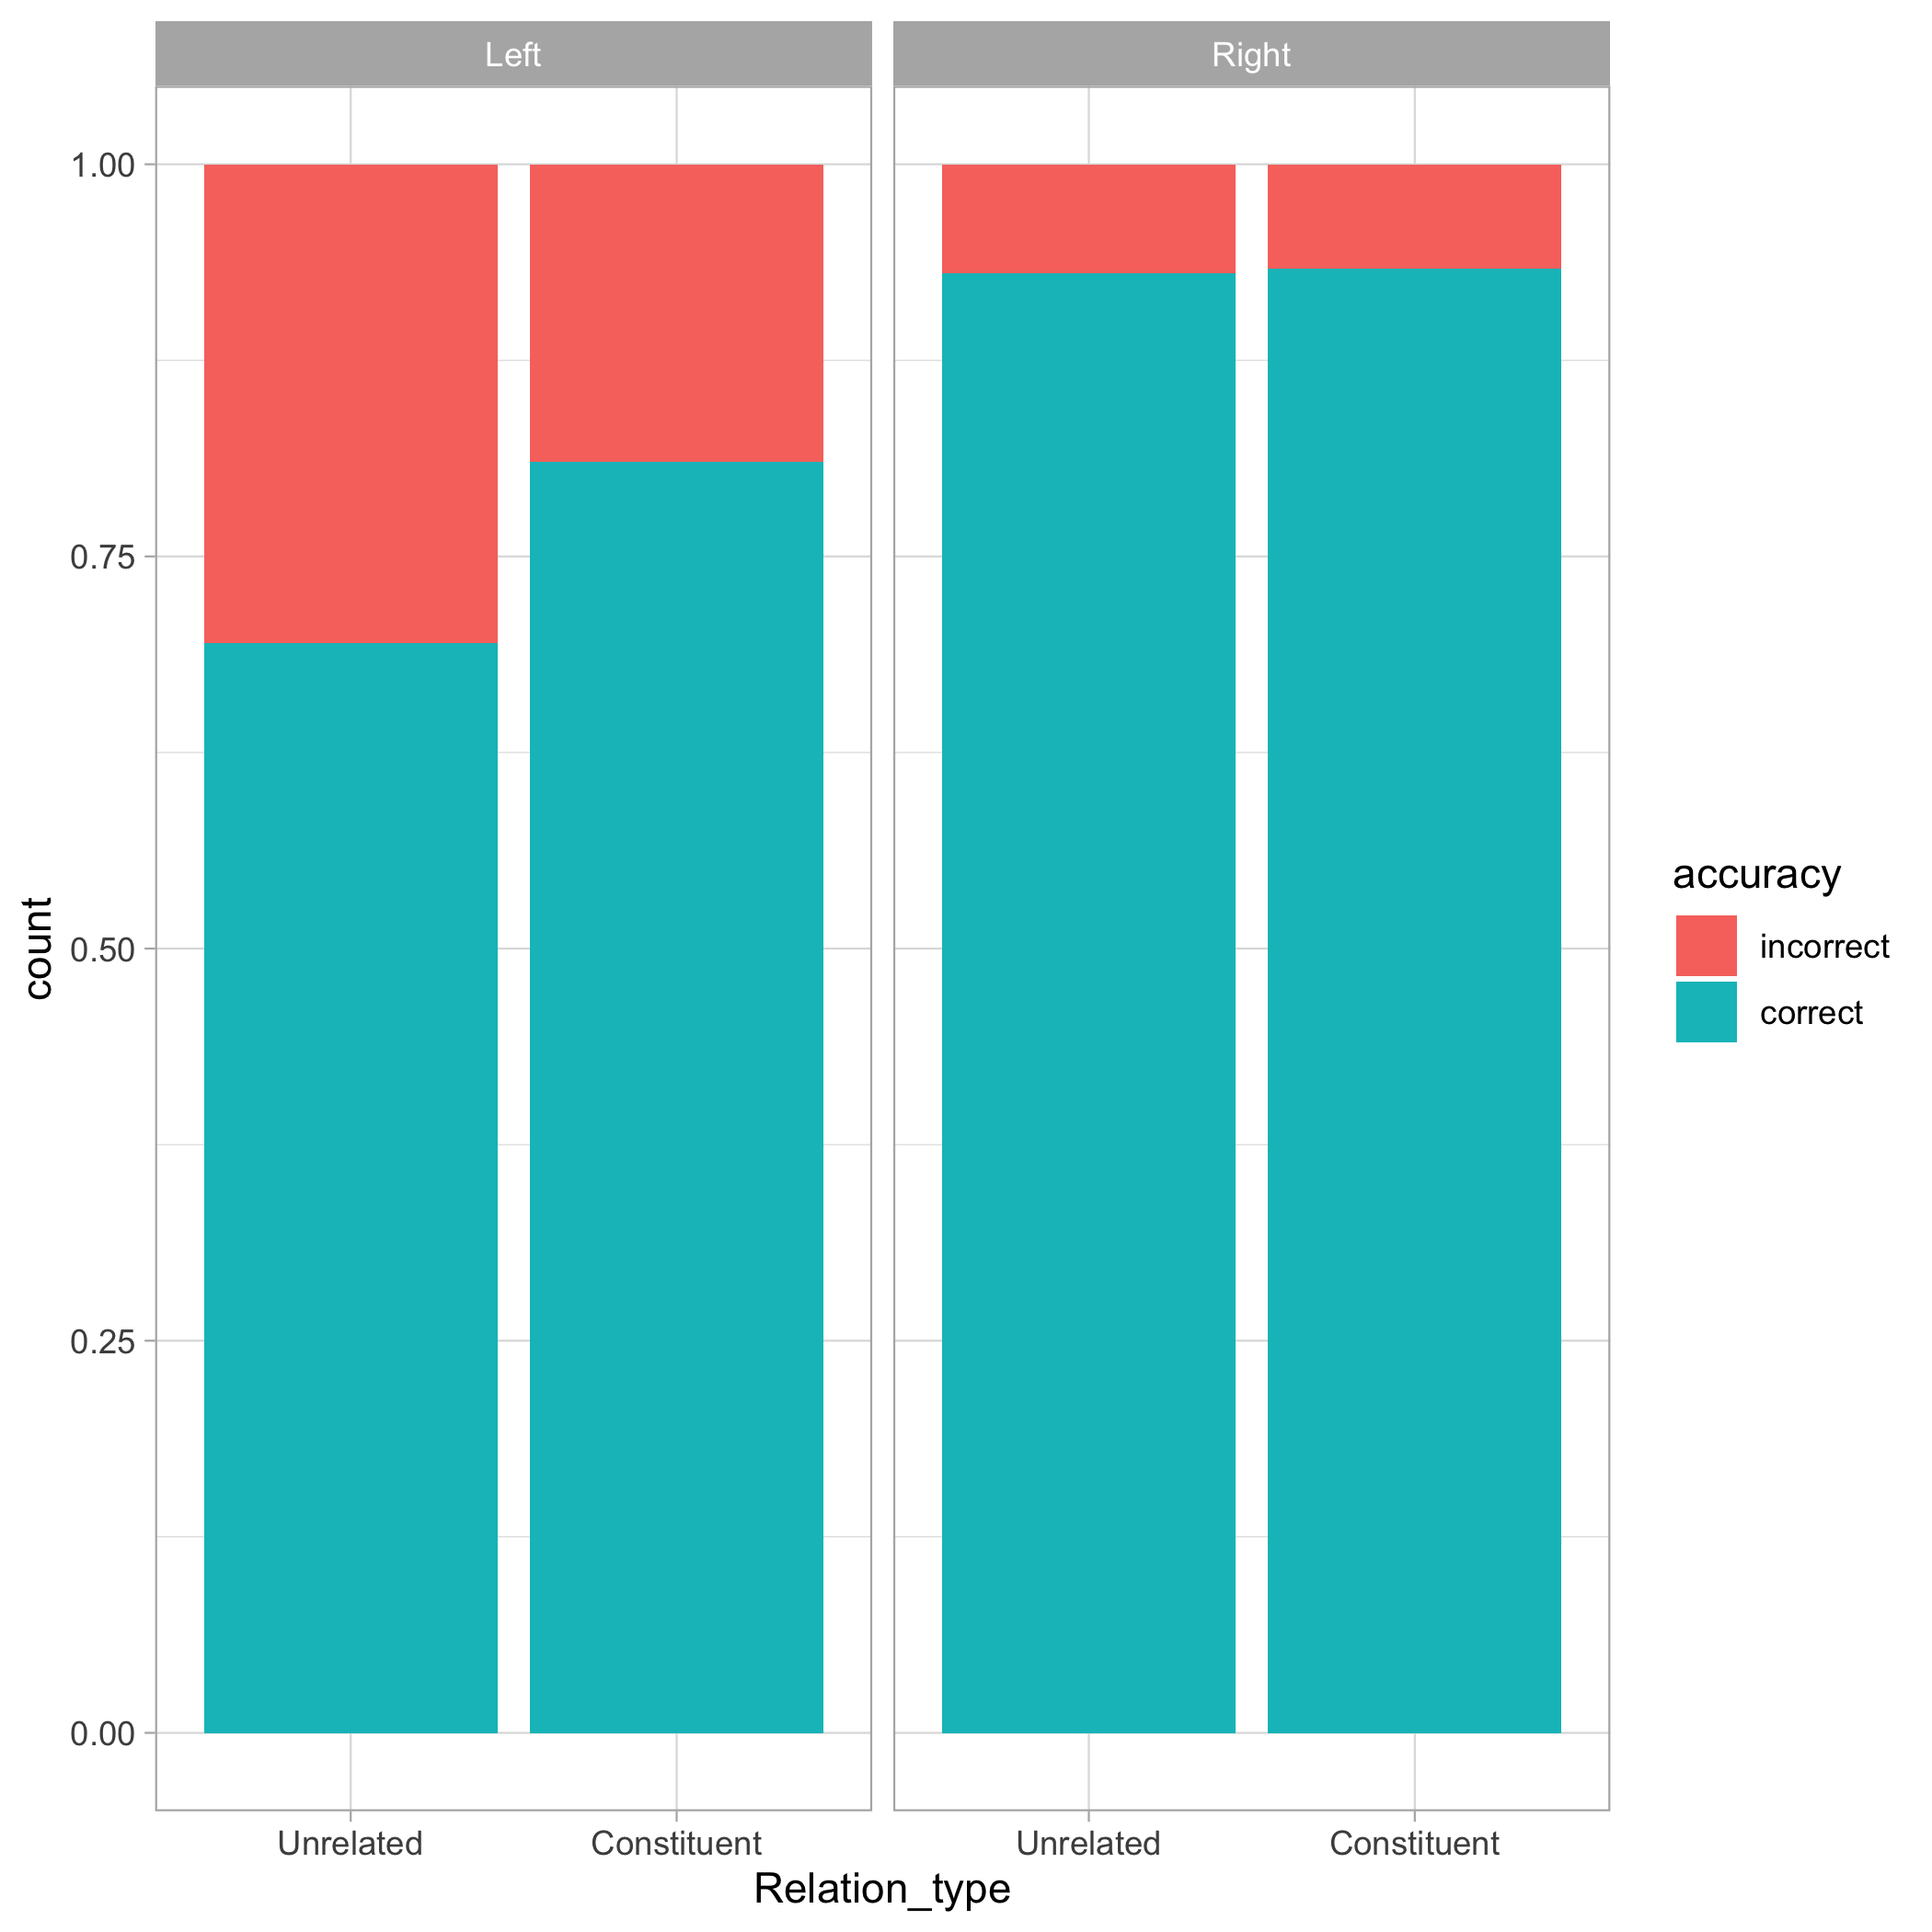 Left
Right
1.00
0.75
0.50
0.25
0.00
count
Unrelated
Constituent
Unrelated
Constituent
Relation_type
accuracy
incorrect
correct